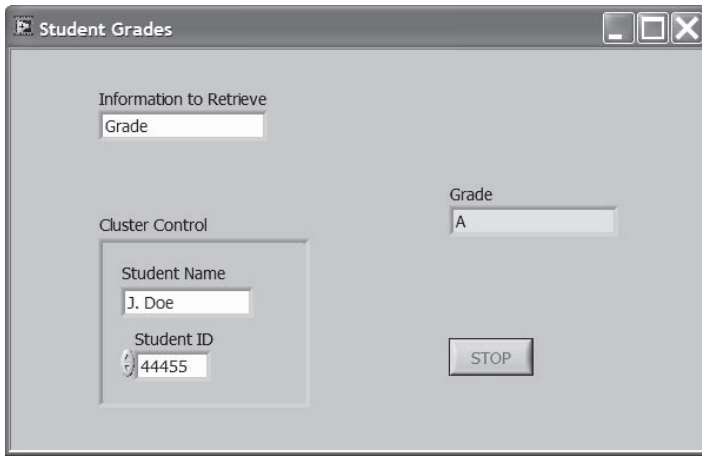 Student Grades
Information to Retrieve
Grade
Grade
A
Cluster Control
Student Name
J. Doe
Student ID
44455
STOP